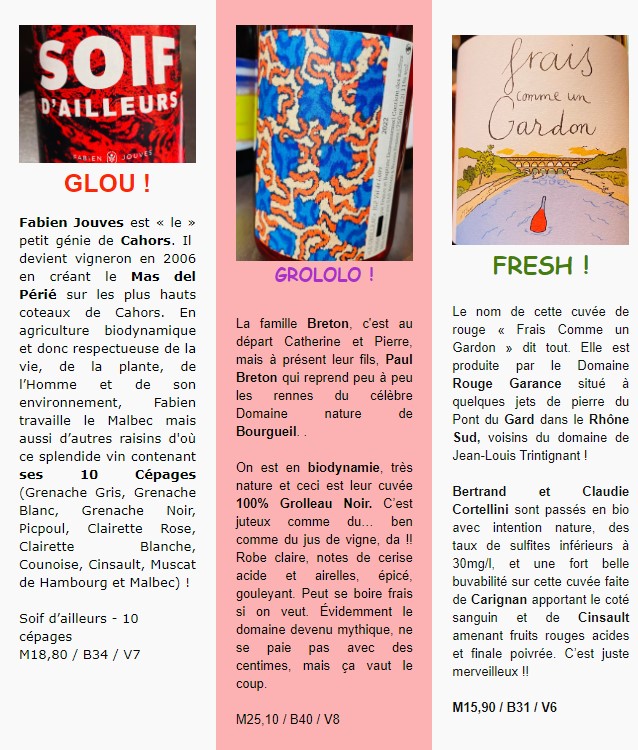 SOIF
D'AILLEURS
FABIEN JOUVES
GLOU !
Fabien Jouves est « le »
petit génie de Cahors. Il
devient vigneron en 2006
en créant le Mas del
Périé sur les plus hauts
coteaux de Cahors. En
agriculture biodynamique
et donc respectueuse de la
vie, de la plante, de
l’Homme et de son
environnement, Fabien
travaille le Malbec mais
aussi d’autres raisins d'où
ce splendide vin contenant
ses 10 Cépages
(Grenache Gris, Grenache
Blanc, Grenache Noir,
Picpoul, Clairette Rose,
Clairette Blanche,
Counoise, Cinsault, Muscat
de Hambourg et Malbec) !
Soif d’ailleurs - 10
cépages
M18,80 / B34 / V7
2022
GROLOLO !
La famille Breton, c’est au
départ Catherine et Pierre,
mais à présent leur fils, Paul
Breton qui reprend peu à peu
les rennes du célèbre
Domaine nature de
Bourgueil. .
On est en biodynamie, très
nature et ceci est leur cuvée
100% Grolleau Noir. C’est
juteux comme du... ben
comme du jus de vigne, da !!
Robe claire, notes de cerise
acide et airelles, épicé,
gouleyant. Peut se boire frais
si on veut. Évidemment le
domaine devenu mythique, ne
se paie pas avec des
centimes, mais ça vaut le
coup.
M25,10 / B40 / V8
frais
comme un
Gardon
FRESH !
Le nom de cette cuvée de
rouge « Frais Comme un
Gardon » dit tout. Elle est
produite par le Domaine
Rouge Garance situé à
quelques jets de pierre du
Pont du Gard dans le Rhône
Sud, voisins du domaine de
Jean-Louis Trintignant !
Bertrand et Claudie
Cortellini sont passés en bio
avec intention nature, des
taux de sulfites inférieurs à
30mg/l, et une fort belle
buvabilité sur cette cuvée faite
de Carignan apportant le coté
sanguin et de Cinsault
amenant fruits rouges acides
et finale poivrée. C’est juste
merveilleux !!
M15,90 / B31 / V6